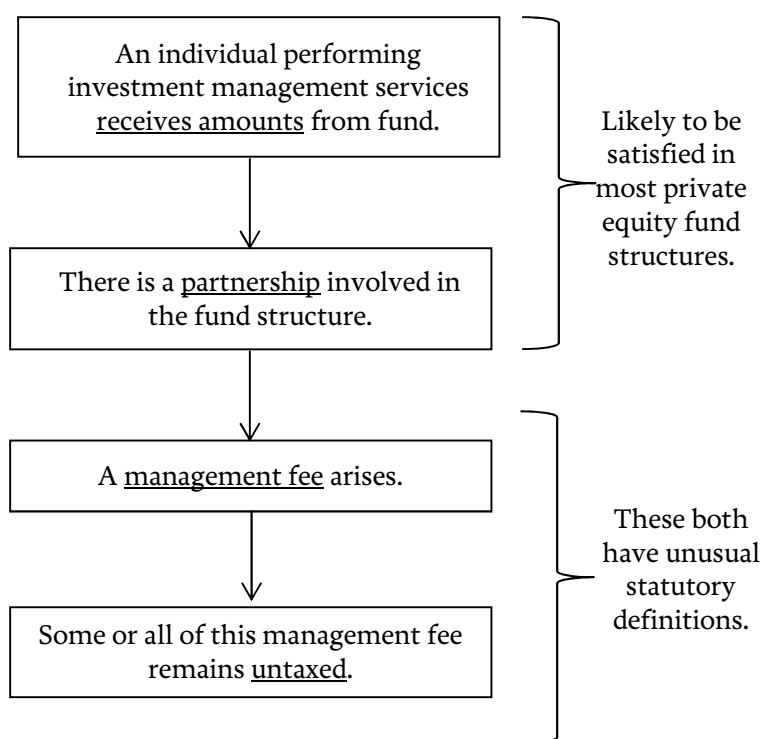 An individual performing
investment management services
receives amounts from fund.
Likely to be
satisfied in
most private
equity fund
structures.
There is a partnership involved in
the fund structure.
A management fee arises.
These both
have unusual
statutory
definitions.
Some or all of this management fee
remains untaxed.